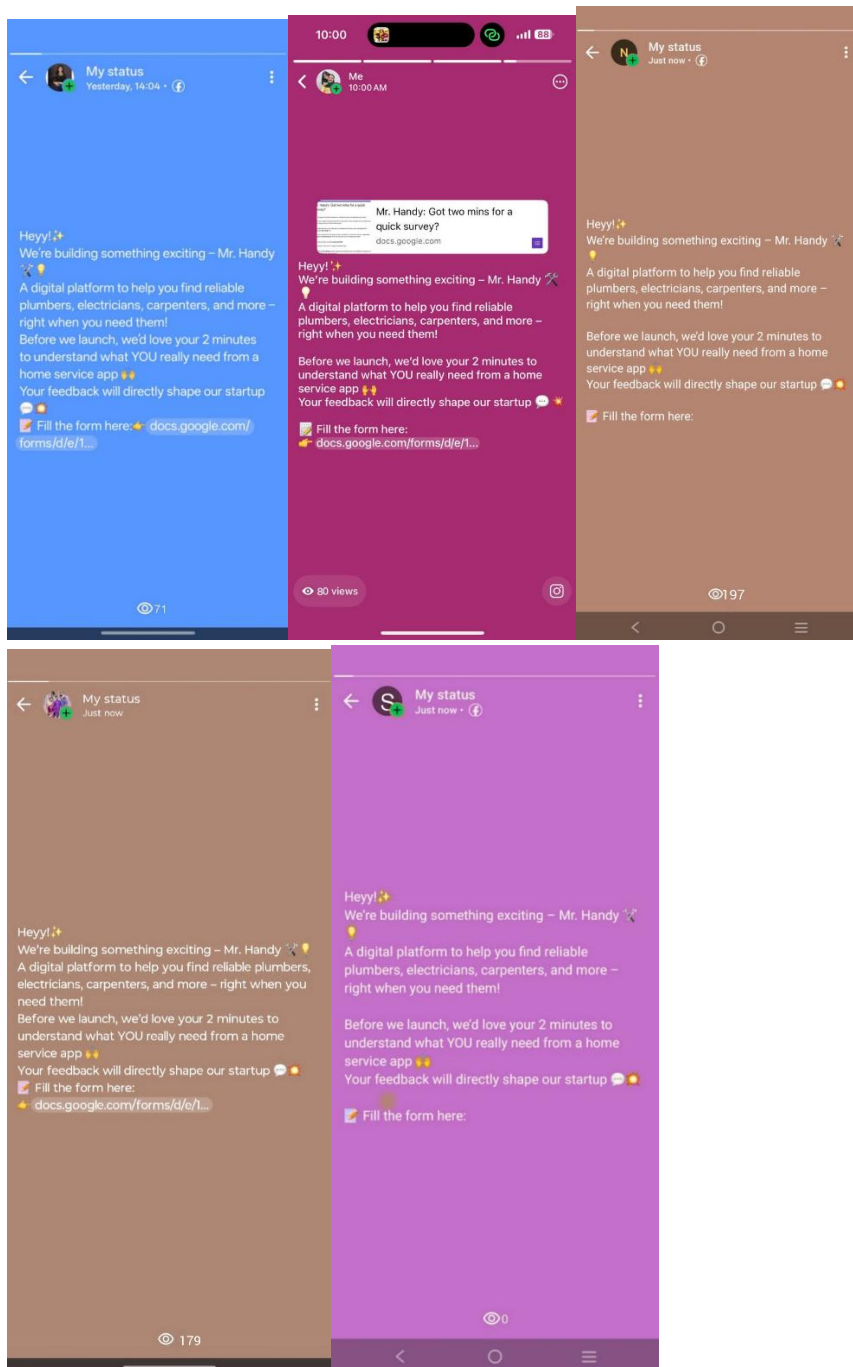 My status
Yesterday, 14:04 •
Heyy!✨
We're building something exciting – Mr. Handy
🛠️💡
A digital platform to help you find reliable
plumbers, electricians, carpenters, and more –
right when you need them!
Before we launch, we'd love your 2 minutes
to understand what YOU really need from a
home service app 🙌
Your feedback will directly shape our startup
💬💥
📝 Fill the form here:👉 docs.google.com/
forms/d/e/1...
71
10:00 88
Me
10:00 AM
Mr. Handy: Got two mins for a
quick survey?
docs.google.com
Heyy!✨
We're building something exciting – Mr. Handy 🛠️
💡
A digital platform to help you find reliable
plumbers, electricians, carpenters, and more –
right when you need them!
Before we launch, we'd love your 2 minutes to
understand what YOU really need from a home
service app 🙌
Your feedback will directly shape our startup 💬💥
📝 Fill the form here:
👉 docs.google.com/forms/d/e/1...
80 views
N
My status
Just now •
Heyy!✨
We're building something exciting – Mr. Handy 🛠️
💡
A digital platform to help you find reliable
plumbers, electricians, carpenters, and more –
right when you need them!
Before we launch, we'd love your 2 minutes to
understand what YOU really need from a home
service app 🙌
Your feedback will directly shape our startup 💬💥
📝 Fill the form here:
197
My status
Just now
Heyy!✨
We're building something exciting – Mr. Handy 🛠️💡
A digital platform to help you find reliable plumbers,
electricians, carpenters, and more – right when you
need them!
Before we launch, we'd love your 2 minutes to
understand what YOU really need from a home
service app 🙌
Your feedback will directly shape our startup 💬💥
📝 Fill the form here:
👉 docs.google.com/forms/d/e/1...
179
S
My status
Just now •
Heyy!✨
We're building something exciting – Mr. Handy 🛠️
💡
A digital platform to help you find reliable
plumbers, electricians, carpenters, and more –
right when you need them!
Before we launch, we'd love your 2 minutes to
understand what YOU really need from a home
service app 🙌
Your feedback will directly shape our startup 💬💥
📝 Fill the form here:
0